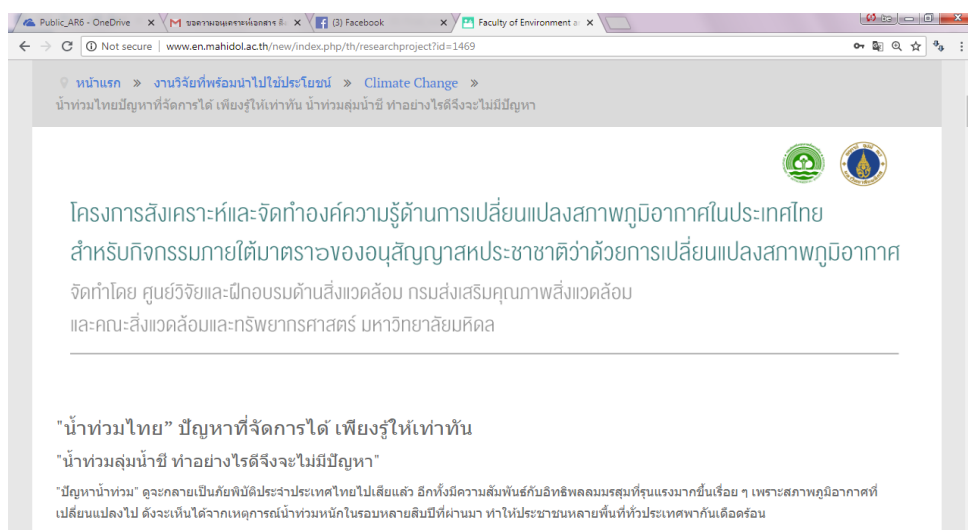 Public_AR6 - OneDrive
ขอความอนุเคราะห์เอกสาร
(3) Facebook
Faculty of Environment a
Not secure | www.en.mahidol.ac.th/new/index.php/th/researchproject?id=1469
หน้าแรก » งานวิจัยที่พร้อมนำไปใช้ประโยชน์ » Climate Change »
น้ำท่วมไทยปัญหาที่จัดการได้ เพียงรู้ให้เท่าทัน น้ำท่วมลุ่มน้ำชี ทำอย่างไรดีจึงจะไม่มีปัญหา
โครงการสังเคราะห์และจัดทำองค์ความรู้ด้านการเปลี่ยนแปลงสภาพภูมิอากาศในประเทศไทย
สำหรับกิจกรรมภายใต้มาตรา๖ของอนุสัญญาสหประชาชาติว่าด้วยการเปลี่ยนแปลงสภาพภูมิอากาศ
จัดทำโดย ศูนย์วิจัยและฝึกอบรมด้านสิ่งแวดล้อม กรมส่งเสริมคุณภาพสิ่งแวดล้อม
และคณะสิ่งแวดล้อมและทรัพยากรศาสตร์ มหาวิทยาลัยมหิดล
"น้ำท่วมไทย” ปัญหาที่จัดการได้ เพียงรู้ให้เท่าทัน
"น้ำท่วมลุ่มน้ำชี ทำอย่างไรดีจึงจะไม่มีปัญหา"
"ปัญหาน้ำท่วม" ดูจะกลายเป็นภัยพิบัติประจำประเทศไทยไปเสียแล้ว อีกทั้งมีความสัมพันธ์กับอิทธิพลลมมรสุมที่รุนแรงมากขึ้นเรื่อย ๆ เพราะสภาพภูมิอากาศที่
เปลี่ยนแปลงไป ดังจะเห็นได้จากเหตุการณ์น้ำท่วมหนักในรอบหลายสิบปีที่ผ่านมา ทำให้ประชาชนหลายพื้นที่ทั่วประเทศพากันเดือดร้อน